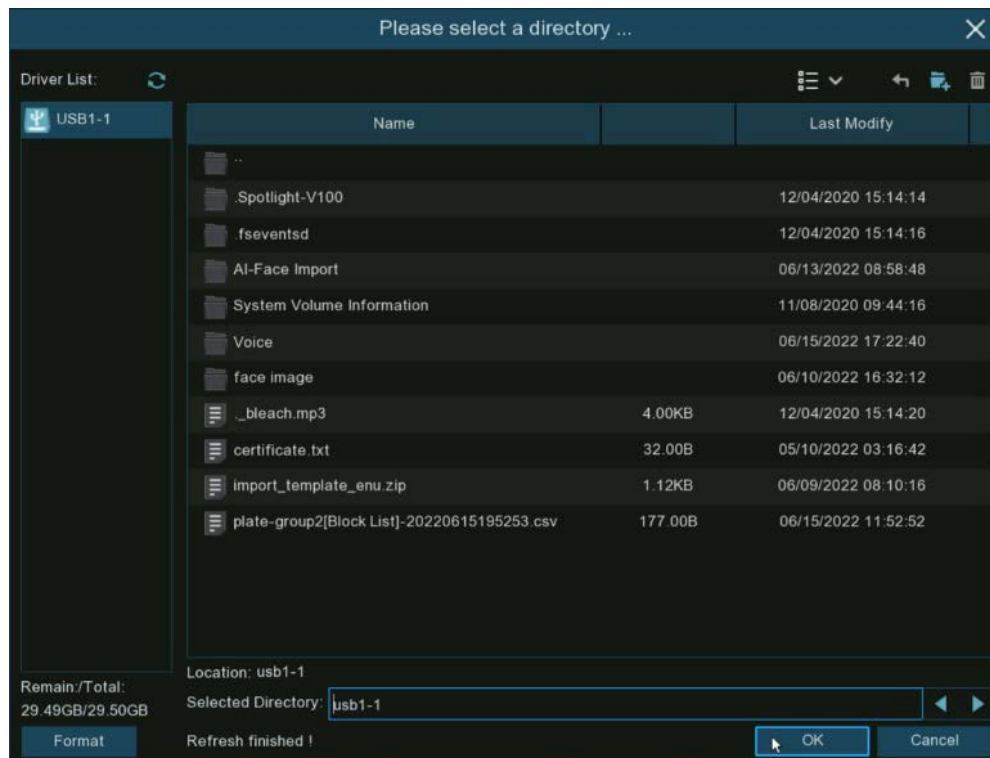 Please select a directory ...
Driver List:
USB1-1
Name Last Modify
..
.Spotlight-V100 12/04/2020 15:14:14
.fseventsd 12/04/2020 15:14:16
AI-Face Import 06/13/2022 08:58:48
System Volume Information 11/08/2020 09:44:16
Voice 06/15/2022 17:22:40
face image 06/10/2022 16:32:12
._bleach.mp3 4.00KB 12/04/2020 15:14:20
certificate.txt 32.00B 05/10/2022 03:16:42
import_template_enu.zip 1.12KB 06/09/2022 08:10:16
plate-group2[Block List]-20220615195253.csv 177.00B 06/15/2022 11:52:52
Location: usb1-1
Remain:/Total:
29.49GB/29.50GB
Selected Directory: usb1-1
Format
Refresh finished !
OK
Cancel